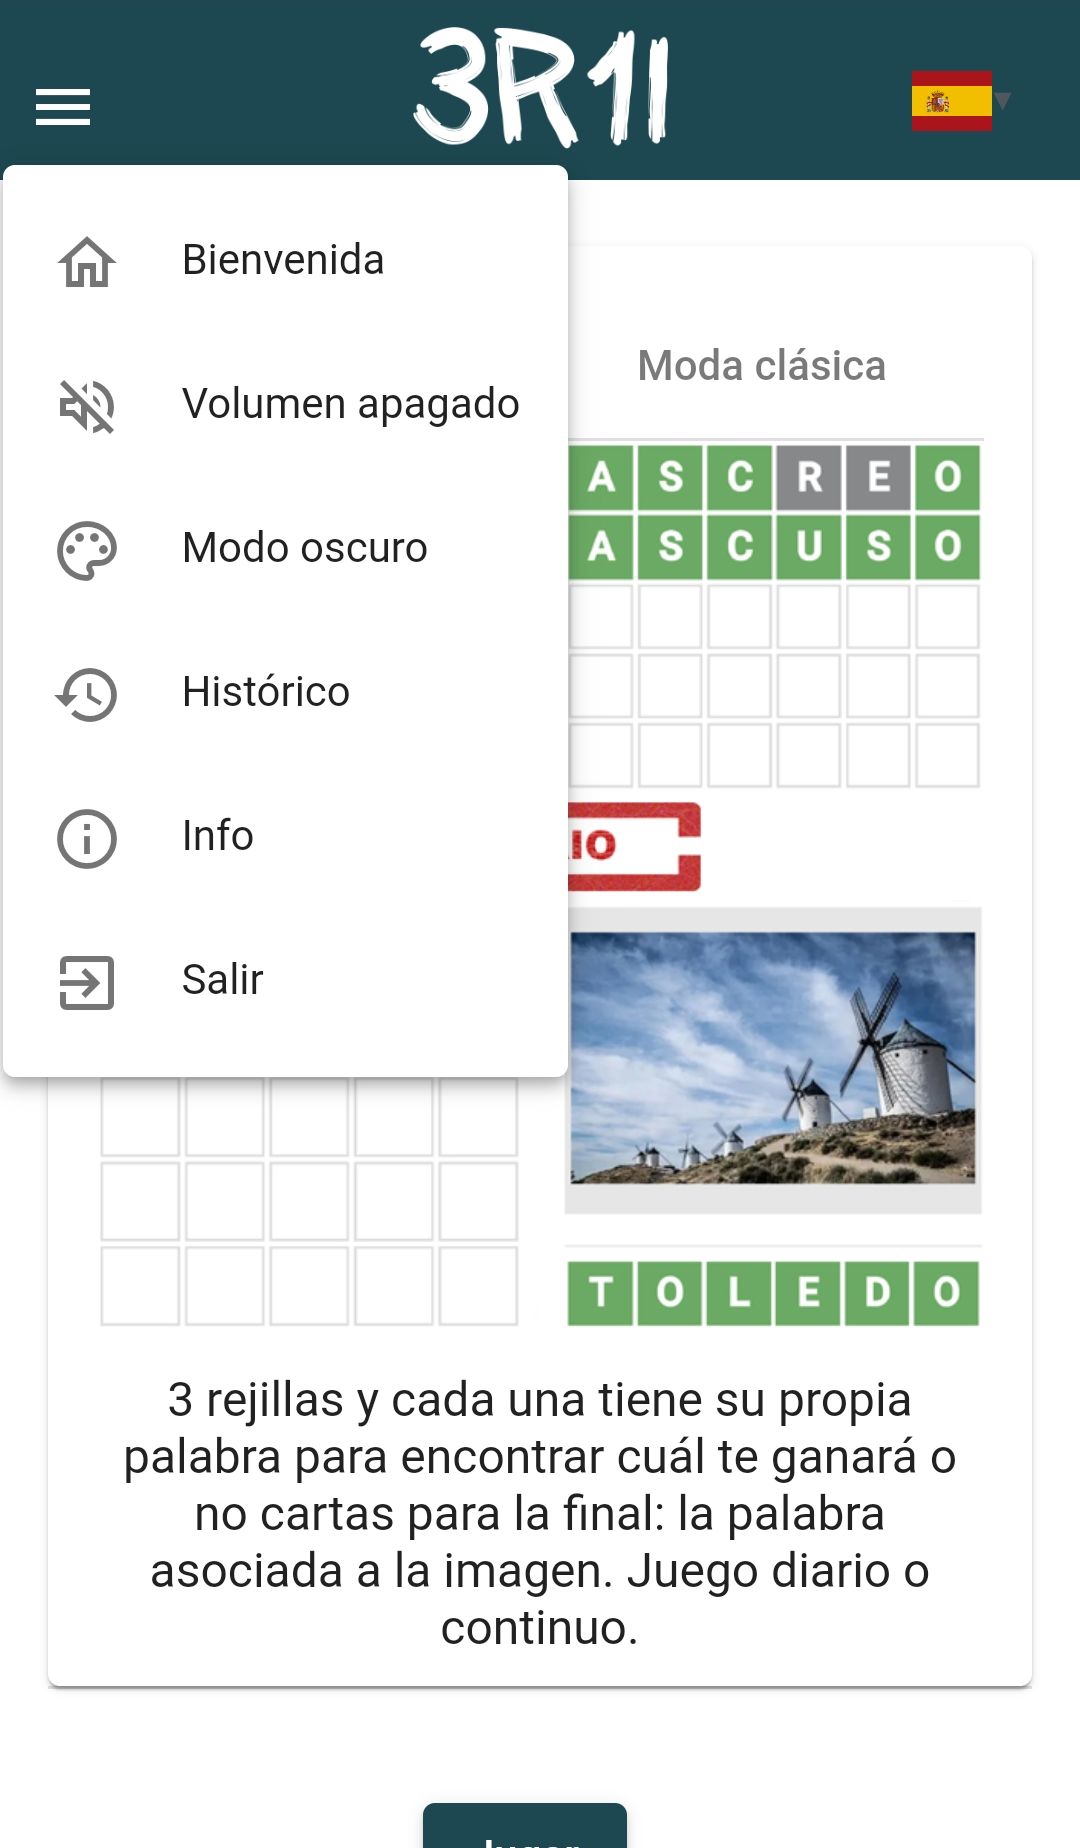 3R1I
Bienvenida
Volumen apagado
Modo oscuro
Histórico
Info
Salir
Moda clásica
A S C R E O
A S C U S O
IO
T O L E D O
3 rejillas y cada una tiene su propia
palabra para encontrar cuál te ganará o
no cartas para la final: la palabra
asociada a la imagen. Juego diario o
continuo.
Jugar